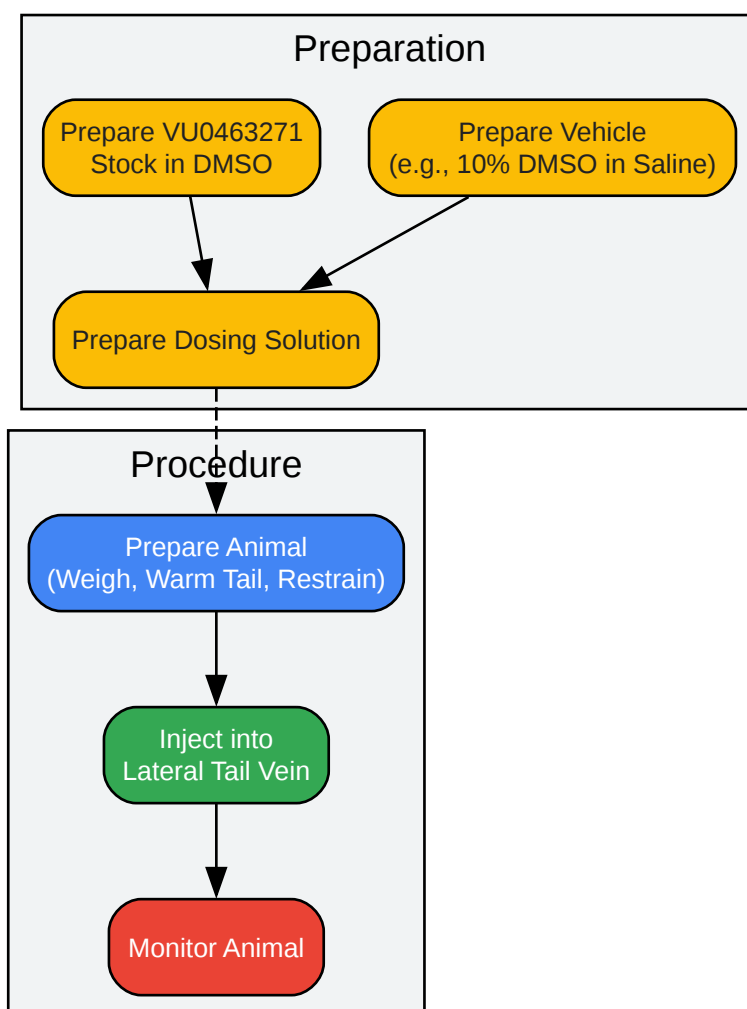 Preparation
Prepare VU0463271
Stock in DMSO
Prepare Vehicle
(e.g., 10% DMSO in Saline)
Prepare Dosing Solution
Procedure
Prepare Animal
(Weigh, Warm Tail, Restrain)
Inject into
Lateral Tail Vein
Monitor Animal